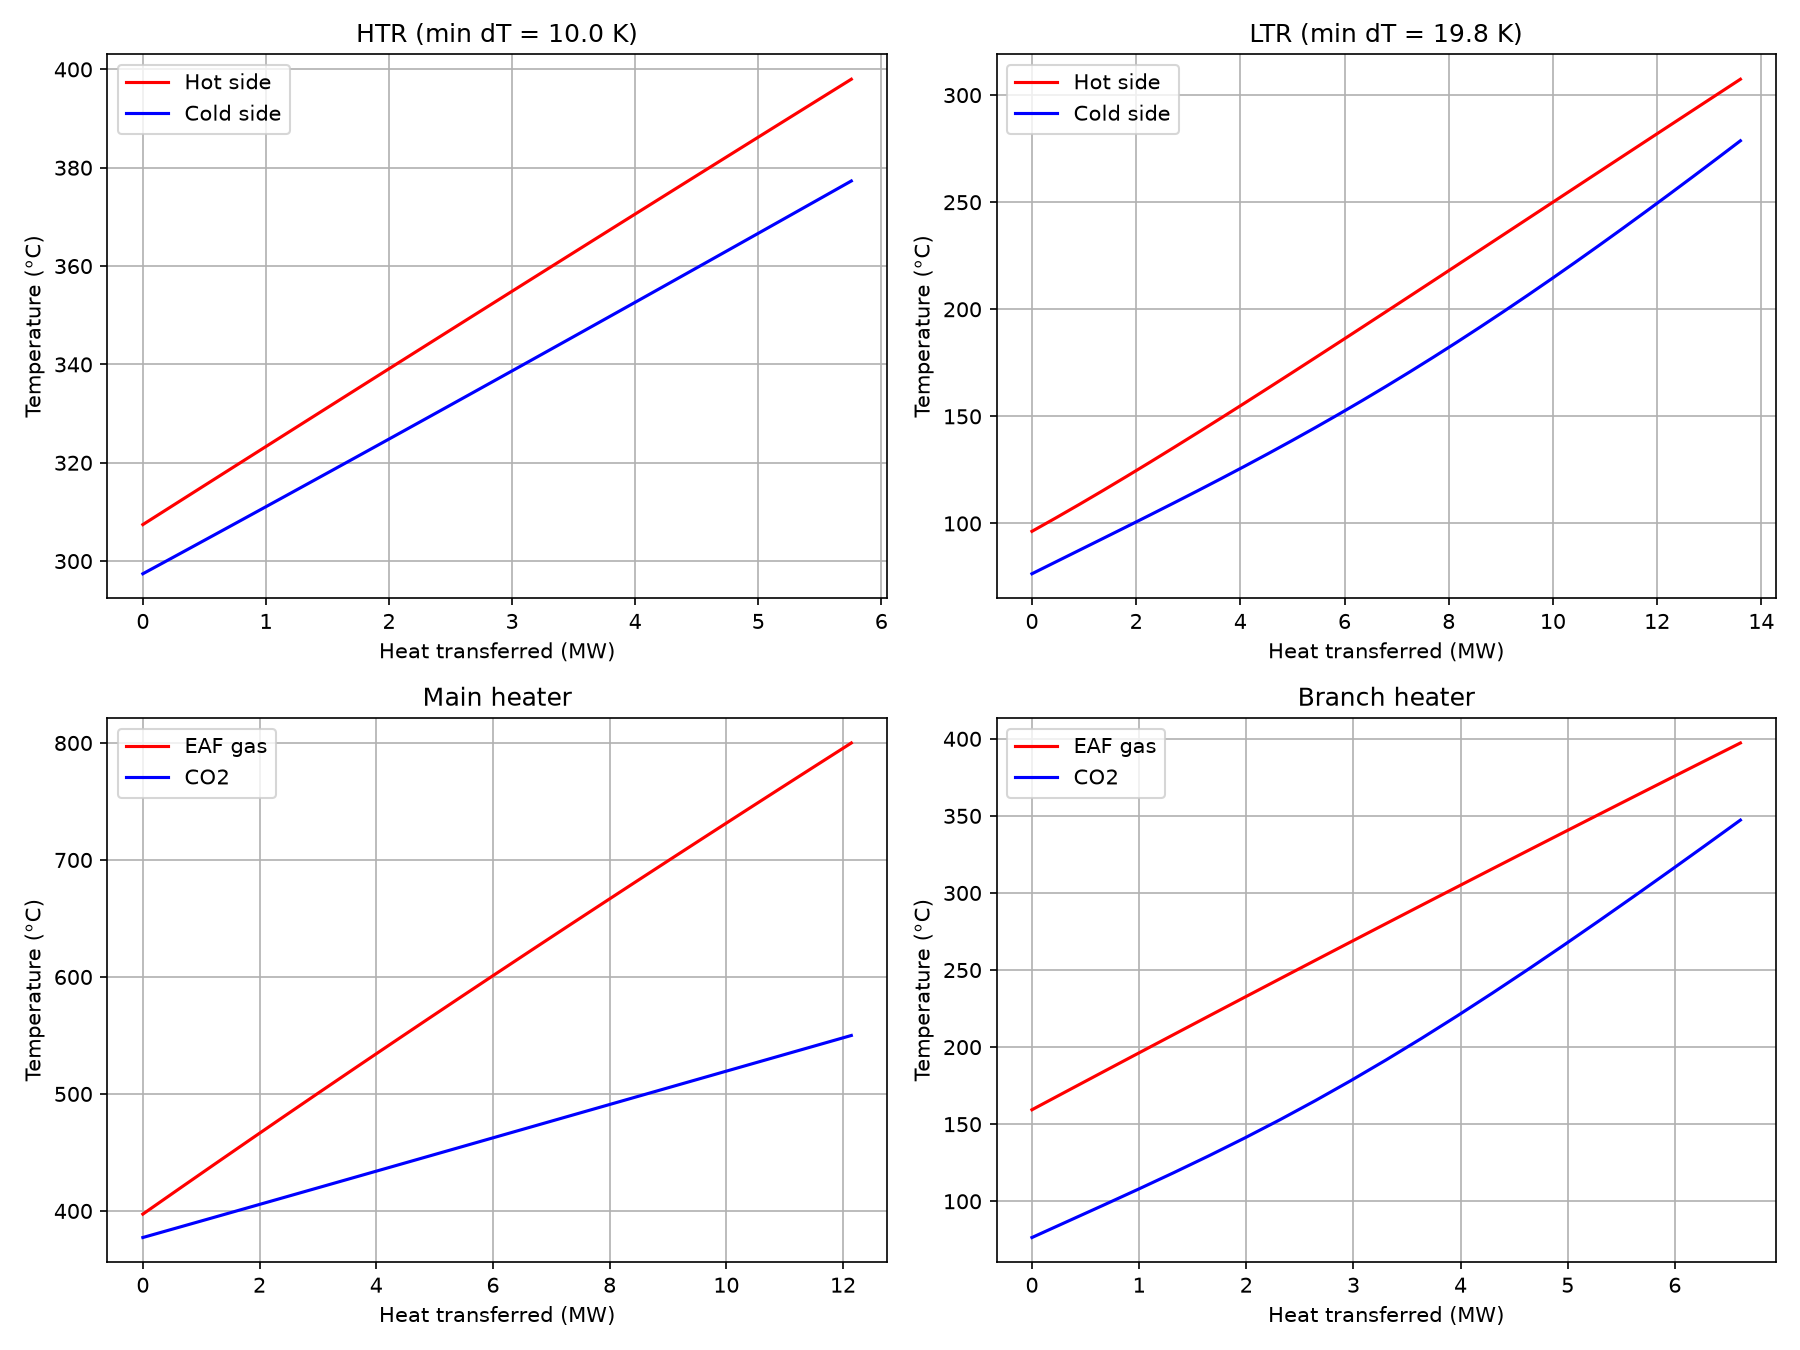 HTR (min dT = 10.0 K)
Hot side
Cold side
400
380
360
340
320
300
Temperature (°C)
0 1 2 3 4 5 6
Heat transferred (MW)
LTR (min dT = 19.8 K)
Hot side
Cold side
300
250
200
150
100
Temperature (°C)
0 2 4 6 8 10 12 14
Heat transferred (MW)
Main heater
EAF gas
CO2
800
700
600
500
400
Temperature (°C)
0 2 4 6 8 10 12
Heat transferred (MW)
Branch heater
EAF gas
CO2
400
350
300
250
200
150
100
Temperature (°C)
0 1 2 3 4 5 6
Heat transferred (MW)